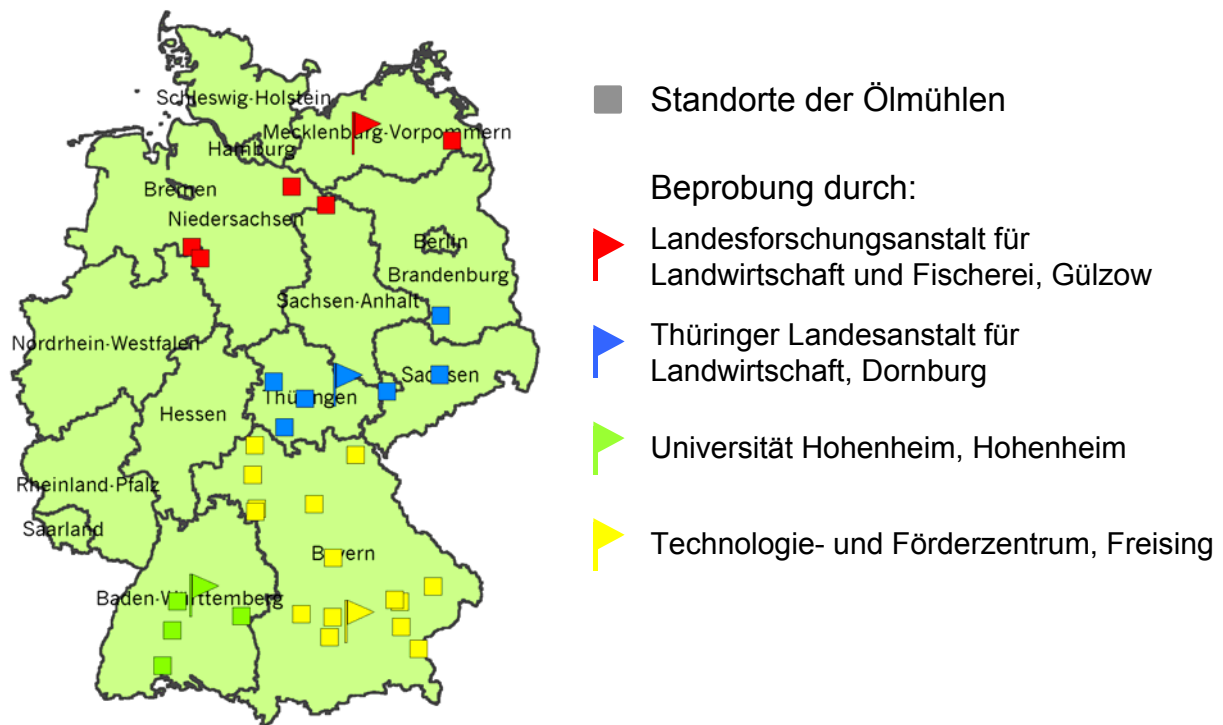 Schleswig-Holstein
Mecklenburg-Vorpommern
Hamburg
Bremen
Niedersachsen
Berlin
Brandenburg
Sachsen-Anhalt
Nordrhein-Westfalen
Sachsen
Thüringen
Hessen
Rheinland-Pfalz
Saarland
Bayern
Baden-Württemberg
Standorte der Ölmühlen
Beprobung durch:
Landesforschungsanstalt für
Landwirtschaft und Fischerei, Gülzow
Thüringer Landesanstalt für
Landwirtschaft, Dornburg
Universität Hohenheim, Hohenheim
Technologie- und Förderzentrum, Freising